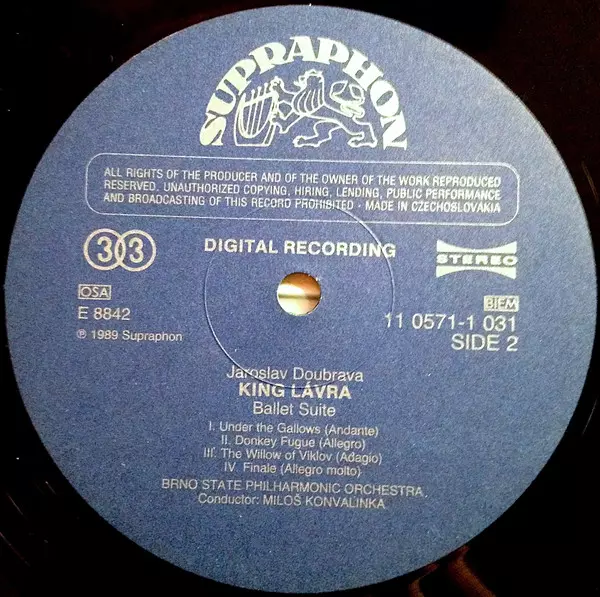 SUPRAPHON
ALL RIGHTS OF THE PRODUCER AND OF THE OWNER OF THE WORK REPRODUCED
RESERVED. UNAUTHORIZED COPYING, HIRING, LENDING, PUBLIC PERFORMANCE
AND BROADCASTING OF THIS RECORD PROHIBITED · MADE IN CZECHOSLOVAKIA
33
DIGITAL RECORDING
STEREO
OSA
BIEM
E 8842
11 0571-1 031
℗ 1989 Supraphon
SIDE 2
Jaroslav Doubrava
KING LÁVRA
Ballet Suite
I. Under the Gallows (Andante)
II. Donkey Fugue (Allegro)
III. The Willow of Viklov (Adagio)
IV. Finale (Allegro molto)
BRNO STATE PHILHARMONIC ORCHESTRA
Conductor: MILOŠ KONVALINKA